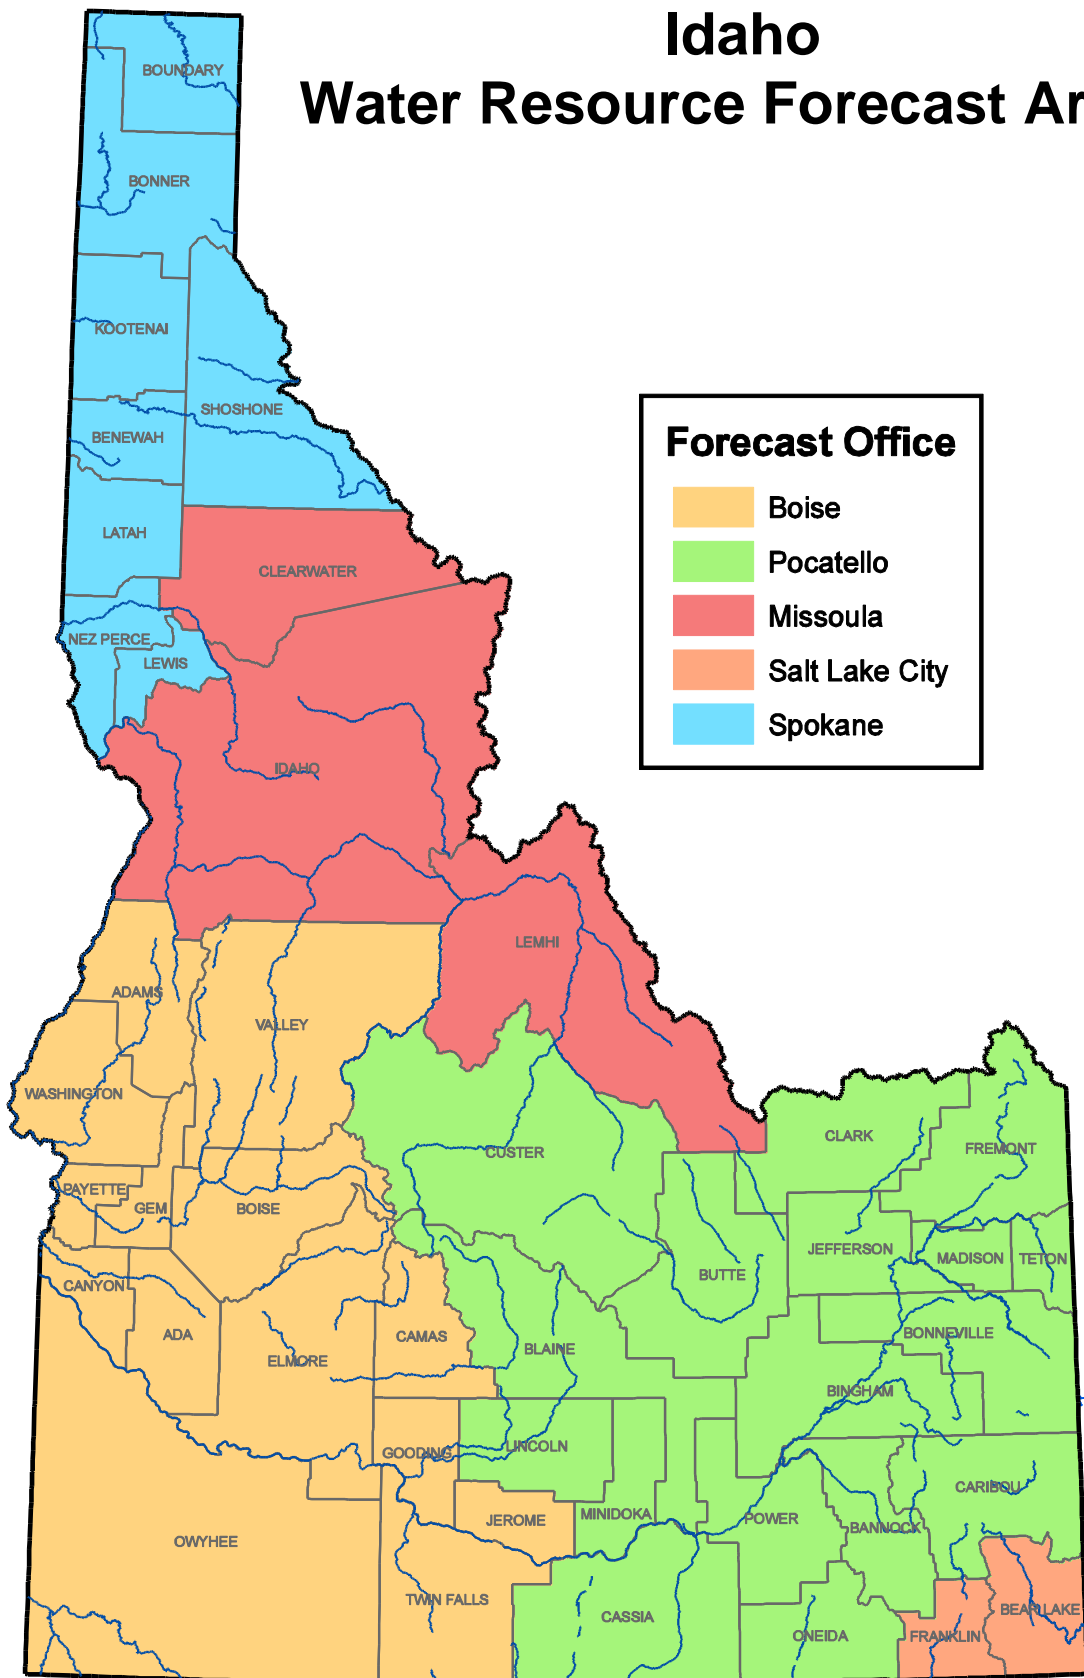 Idaho
Water Resource Forecast Ar
BOUNDARY
BONNER
KOOTENAI
SHOSHONE
BENEWAH
LATAH
CLEARWATER
NEZ PERCE
LEWIS
IDAHO
Forecast Office
Boise
Pocatello
Missoula
Salt Lake City
Spokane
LEMHI
ADAMS
VALLEY
WASHINGTON
CUSTER
CLARK
FREMONT
PAYETTE
GEM
BOISE
JEFFERSON
MADISON
TETON
CANYON
BUTTE
ADA
CAMAS
BONNEVILLE
ELMORE
BLAINE
BINGHAM
GOODING
LINCOLN
CARIBOU
OWYHEE
JEROME
MINIDOKA
POWER
BANNOCK
TWIN FALLS
CASSIA
BEAR LAKE
ONEIDA
FRANKLIN